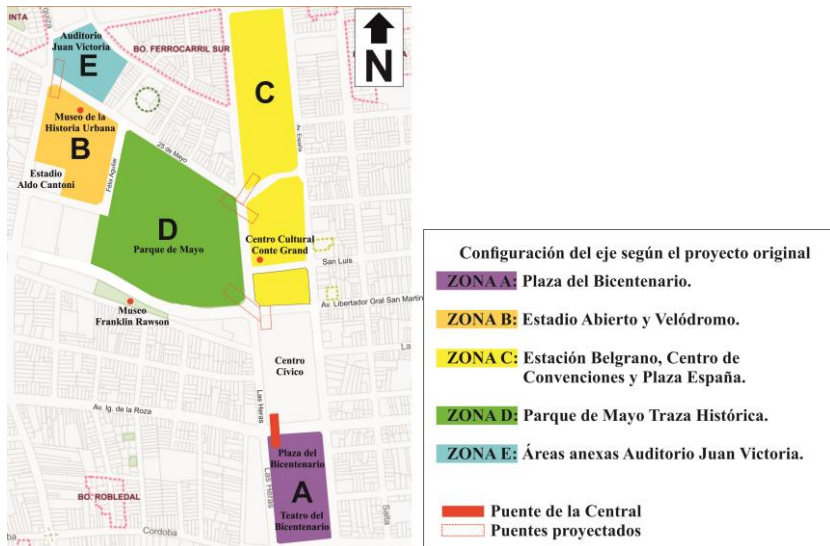 INTA
Auditorio
Juan Victoria
E
BO. FERROCARRIL SUR
N
C
Av. España
Museo de la
Historia Urbana
B
25 de Mayo
Félix Aguilar
Estadio
Aldo Cantoni
D
Parque de Mayo
Centro Cultural
Conte Grand
San Luis
Av. Libertador Gral San Martin
Museo
Franklin Rawson
Centro
Cívico
La
Las Heras
Av. Ig. de la Roza
Plaza del
Bicentenario
Las Heras
A
BO. ROBLEDAL
Teatro del
Bicentenario
Salta
ba
Cordoba
Configuración del eje según el proyecto original
ZONA A: Plaza del Bicentenario.
ZONA B: Estadio Abierto y Velódromo.
ZONA C: Estación Belgrano, Centro de
Convenciones y Plaza España.
ZONA D: Parque de Mayo Traza Histórica.
ZONA E: Áreas anexas Auditorio Juan Victoria.
Puente de la Central
Puentes proyectados